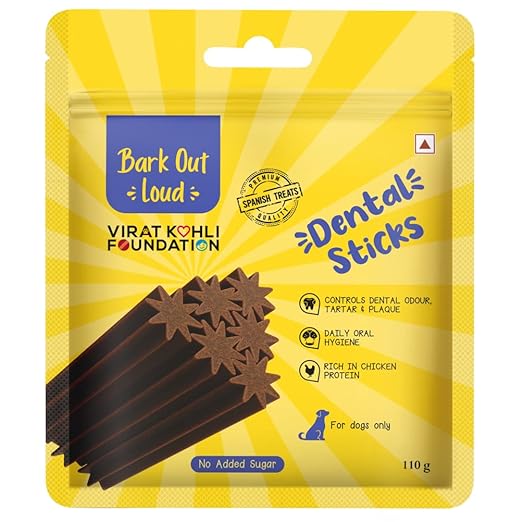 Bark Out
Loud
VIRAT KOHLI
FOUNDATION
PREMIUM
SPANISH TREATS
QUALITY
Dental
Sticks
CONTROLS DENTAL ODOUR,
TARTAR & PLAQUE
DAILY ORAL
HYGIENE
RICH IN CHICKEN
PROTEIN
For dogs only
No Added Sugar
110 g